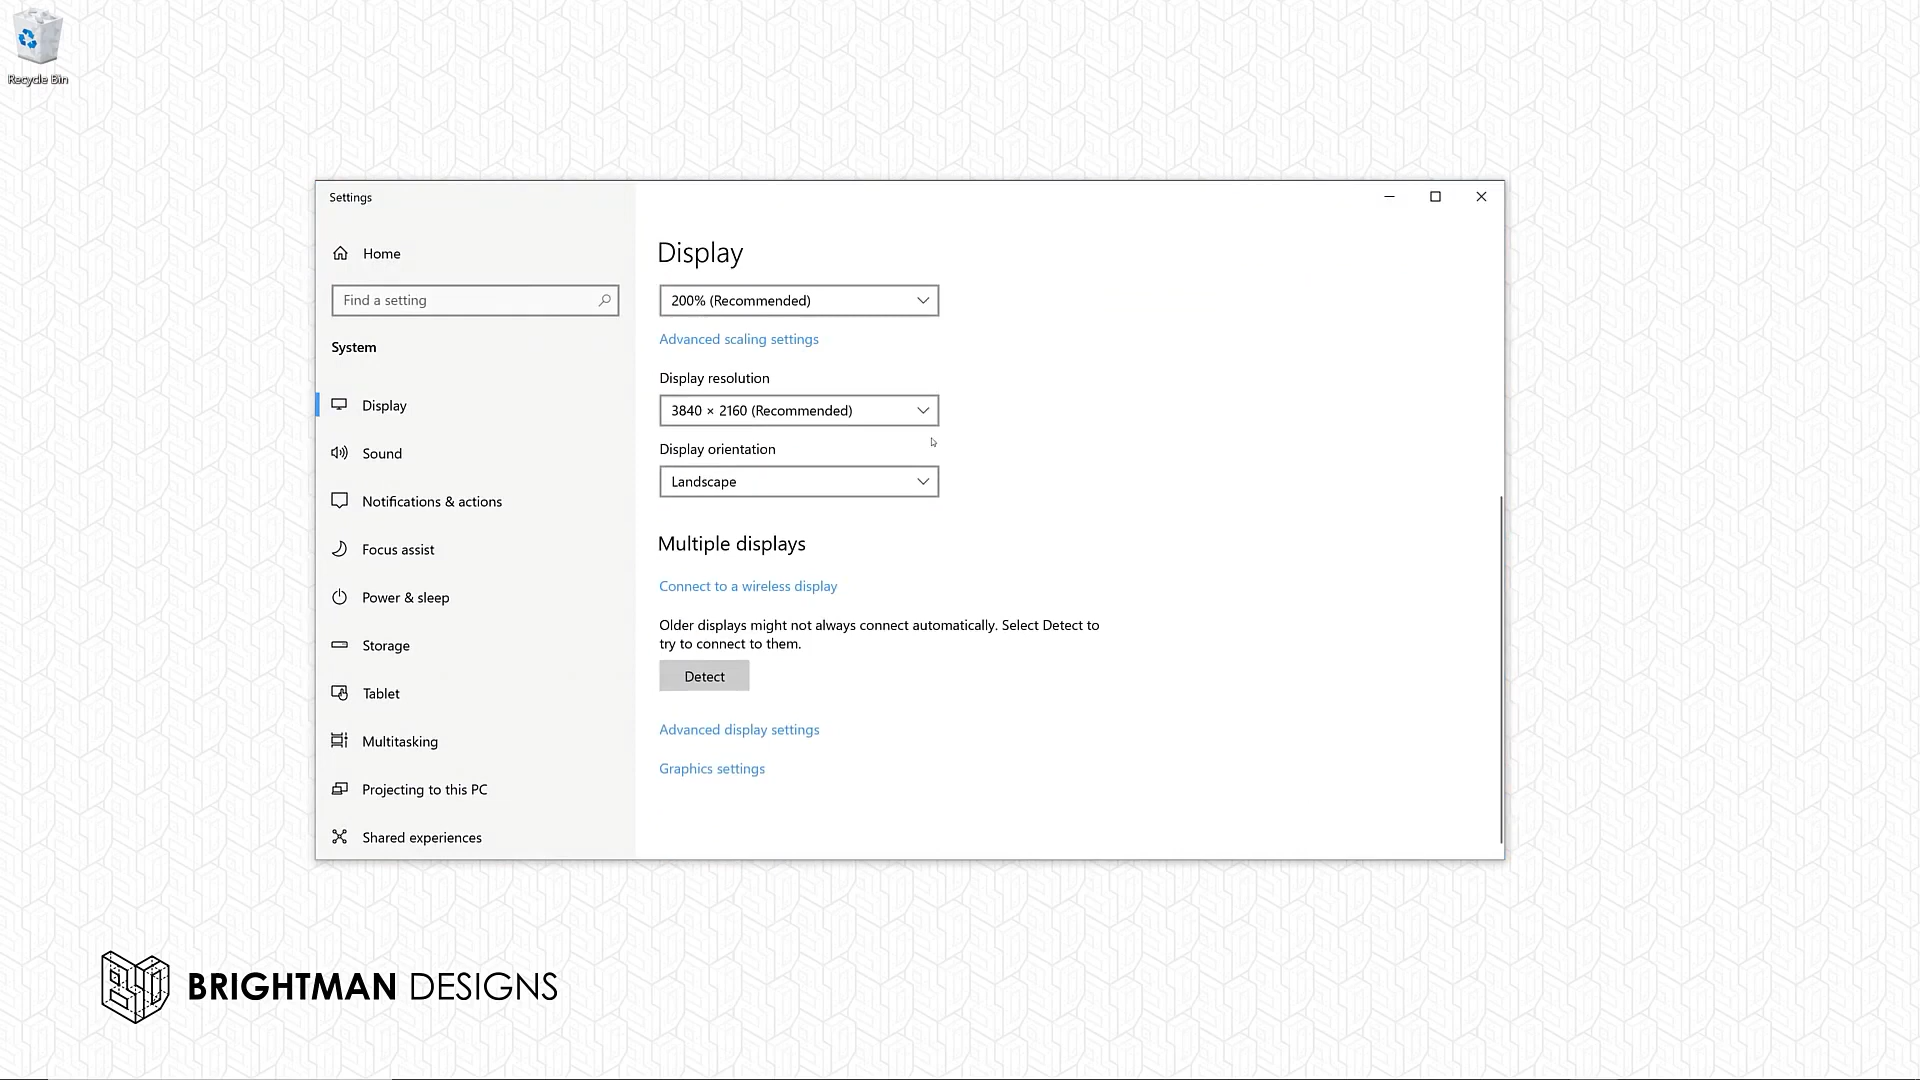 Recycle Bin
Settings
Home
Find a setting
System
Display
Sound
Notifications & actions
Focus assist
Power & sleep
Storage
Tablet
Multitasking
Projecting to this PC
Shared experiences
Display
200% (Recommended)
Advanced scaling settings
Display resolution
3840 × 2160 (Recommended)
Display orientation
Landscape
Multiple displays
Connect to a wireless display
Older displays might not always connect automatically. Select Detect to
try to connect to them.
Detect
Advanced display settings
Graphics settings
BRIGHTMAN DESIGNS